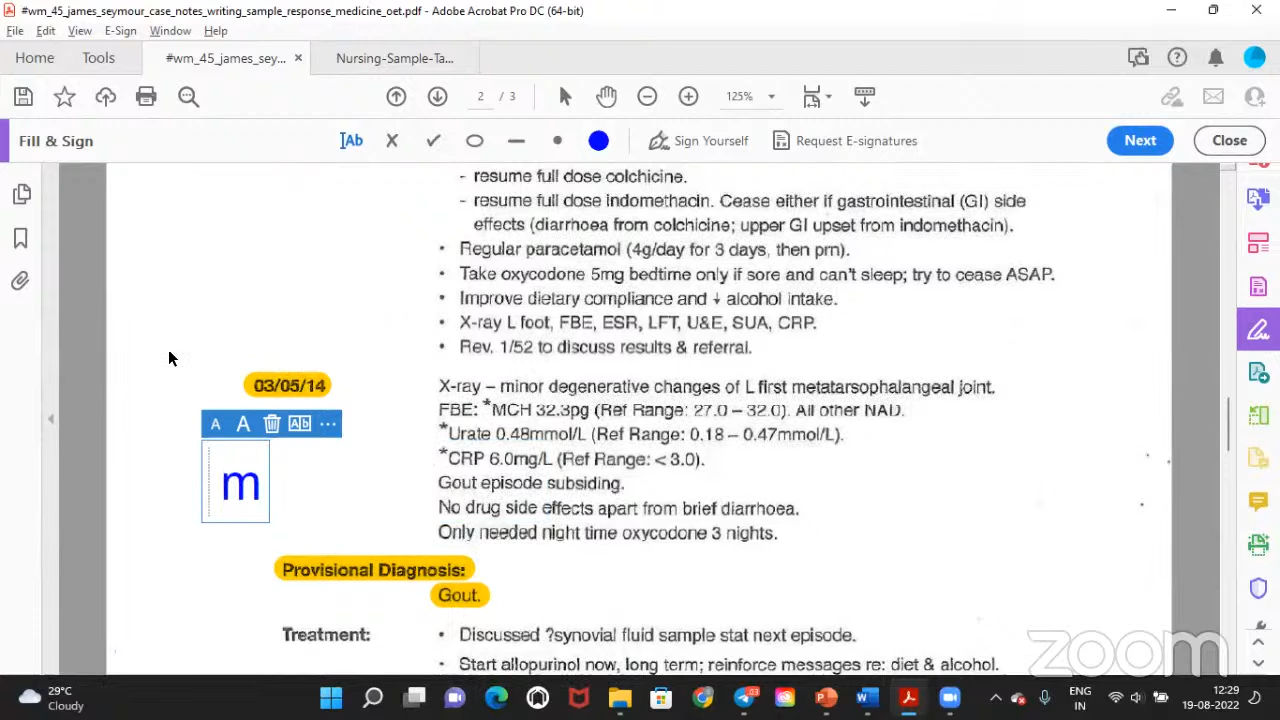 #wm_45_james_seymour_case_notes_writing_sample_response_medicine_oet.pdf - Adobe Acrobat Pro DC (64-bit)
File Edit View E-Sign Window Help
Home Tools #wm_45_james_sey... × Nursing-Sample-Ta...
2 / 3 125%
Fill & Sign Ab Sign Yourself Request E-signatures Next Close
- resume full dose colchicine.
- resume full dose indomethacin. Cease either if gastrointestinal (GI) side
effects (diarrhoea from colchicine; upper GI upset from indomethacin).
• Regular paracetamol (4g/day for 3 days, then prn).
• Take oxycodone 5mg bedtime only if sore and can't sleep; try to cease ASAP.
• Improve dietary compliance and ↓ alcohol intake.
• X-ray L foot, FBE, ESR, LFT, U&E, SUA, CRP.
• Rev. 1/52 to discuss results & referral.
03/05/14 X-ray – minor degenerative changes of L first metatarsophalangeal joint.
FBE: *MCH 32.3pg (Ref Range: 27.0 – 32.0). All other NAD.
A A Ab ...
*Urate 0.48mmol/L (Ref Range: 0.18 – 0.47mmol/L).
*CRP 6.0mg/L (Ref Range: < 3.0).
m
Gout episode subsiding.
No drug side effects apart from brief diarrhoea.
Only needed night time oxycodone 3 nights.
Provisional Diagnosis:
Gout.
Treatment: • Discussed ?synovial fluid sample stat next episode.
• Start allopurinol now, long term; reinforce messages re: diet & alcohol.
zoom
29°C
Cloudy
03
ENG
IN
12:29
19-08-2022